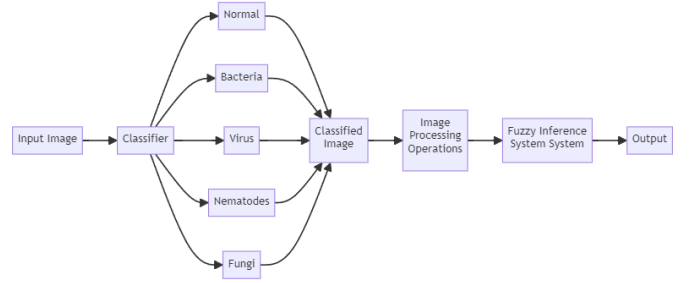 Normal
Bacteria
Input Image
Classifier
Virus
Classified
Image
Image
Processing
Operations
Fuzzy Inference
System System
Output
Nematodes
Fungi